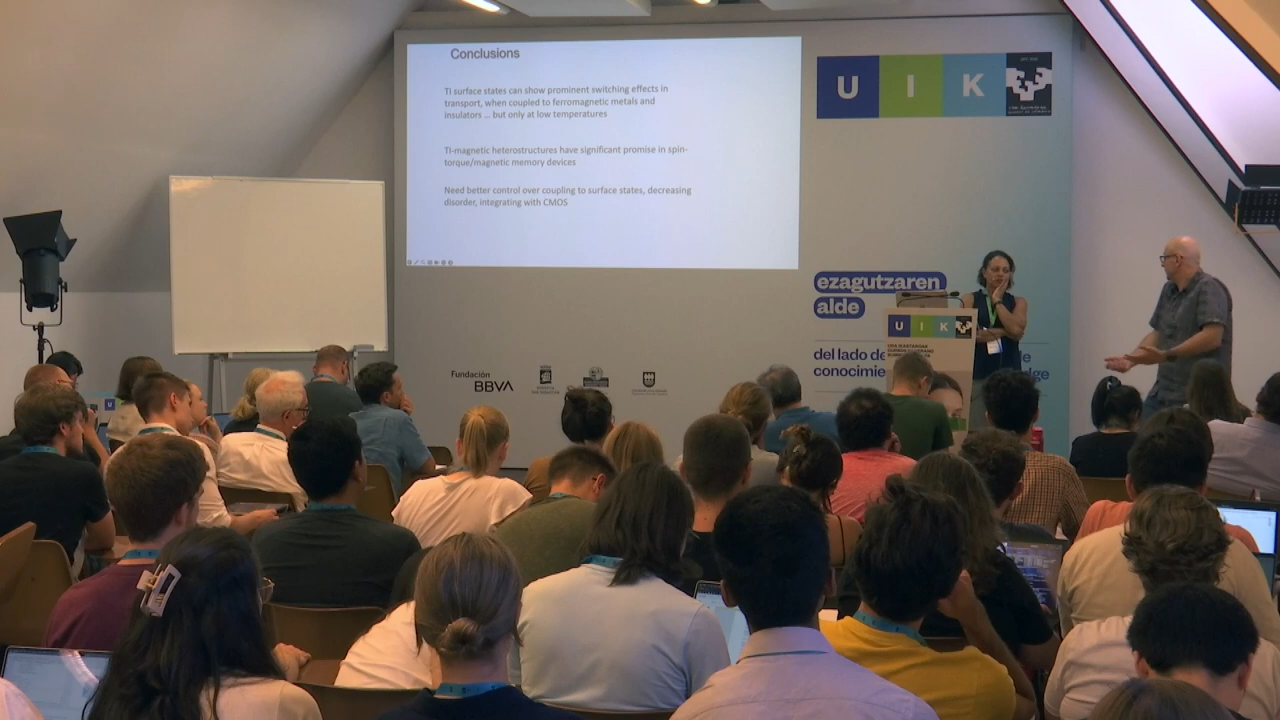 Conclusions
TI surface states can show prominent switching effects in
transport, when coupled to ferromagnetic metals and
insulators ... but only at low temperatures
TI-magnetic heterostructures have significant promise in spin-
torque/magnetic memory devices
Need better control over coupling to surface states, decreasing
disorder, integrating with CMOS
U I K
ezagutzaren
alde
U I K
del lado de
conocimie
Fundación
BBVA